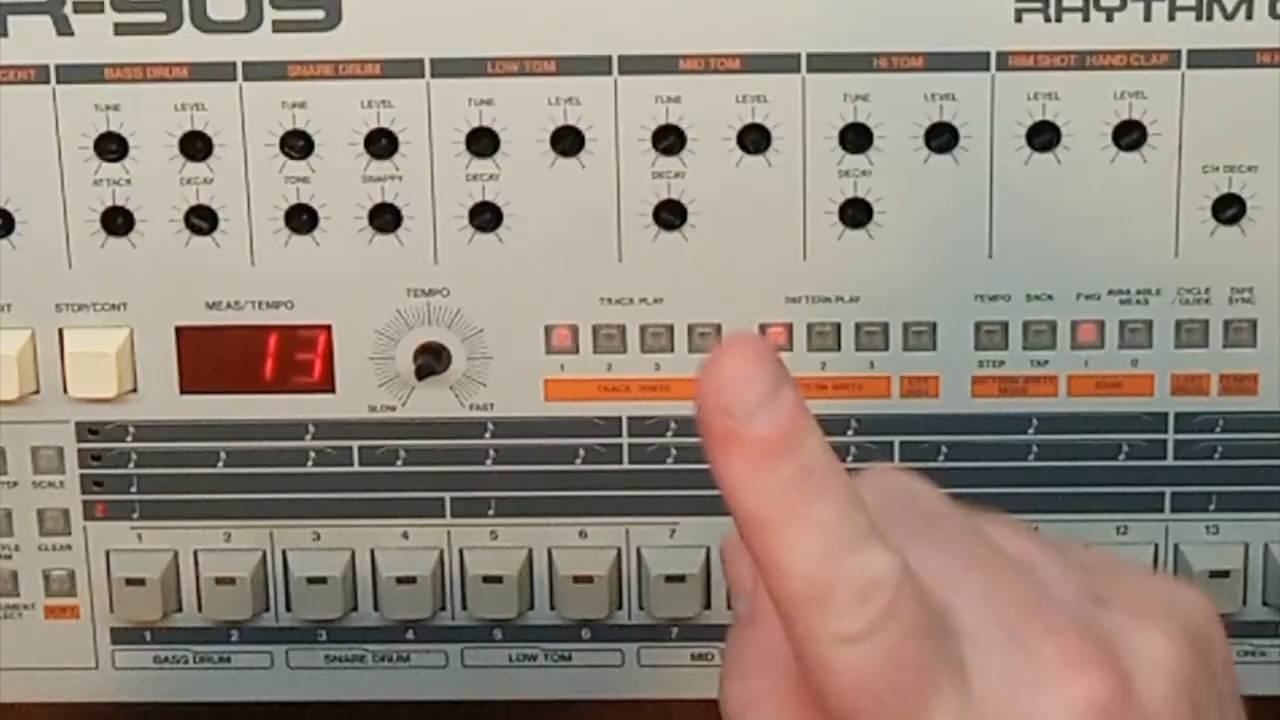 R-909 RHYTHM
BASS DRUM SNARE DRUM LOW TOM MID TOM HI TOM RIM SHOT HAND CLAP
TUNE LEVEL TUNE LEVEL TUNE LEVEL TUNE LEVEL TUNE LEVEL LEVEL LEVEL
ATTACK DECAY TONE SNAPPY DECAY DECAY DECAY CH DECAY
STOP/CONT MEAS/TEMPO TEMPO TRACK PLAY PATTERN PLAY TEMPO BACK FWD AVAILABLE MEAS CYCLE /GUIDE TAPE SYNC
13
1 2 3 2 3 STEP TAP 1 0
TRACK WRITE
SLOW FAST
SCALE
1 2 3 4 5 6 7 12 13
CLEAR
1 2 3 4 5 6 7
BASS DRUM SNARE DRUM LOW TOM MID